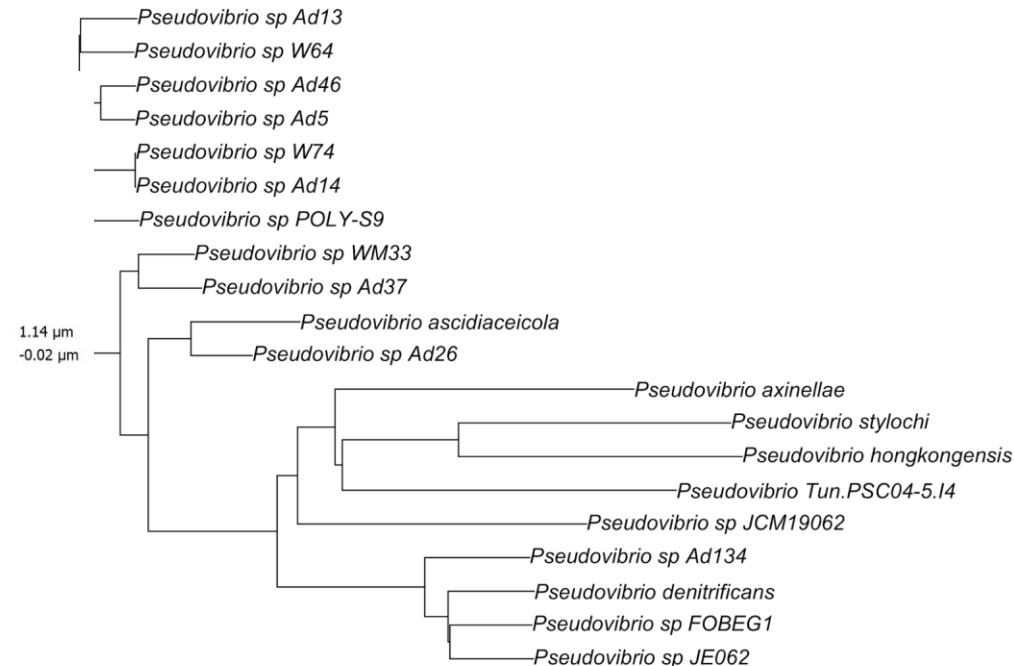 Pseudovibrio sp Ad13
Pseudovibrio sp W64
Pseudovibrio sp Ad46
Pseudovibrio sp Ad5
Pseudovibrio sp W74
Pseudovibrio sp Ad14
Pseudovibrio sp POLY-S9
Pseudovibrio sp WM33
Pseudovibrio sp Ad37
Pseudovibrio ascidiaceicola
1.14 µm
-0.02 µm
Pseudovibrio sp Ad26
Pseudovibrio axinellae
Pseudovibrio stylochi
Pseudovibrio hongkongensis
Pseudovibrio Tun.PSC04-5.I4
Pseudovibrio sp JCM19062
Pseudovibrio sp Ad134
Pseudovibrio denitrificans
Pseudovibrio sp FOBEG1
Pseudovibrio sp JE062